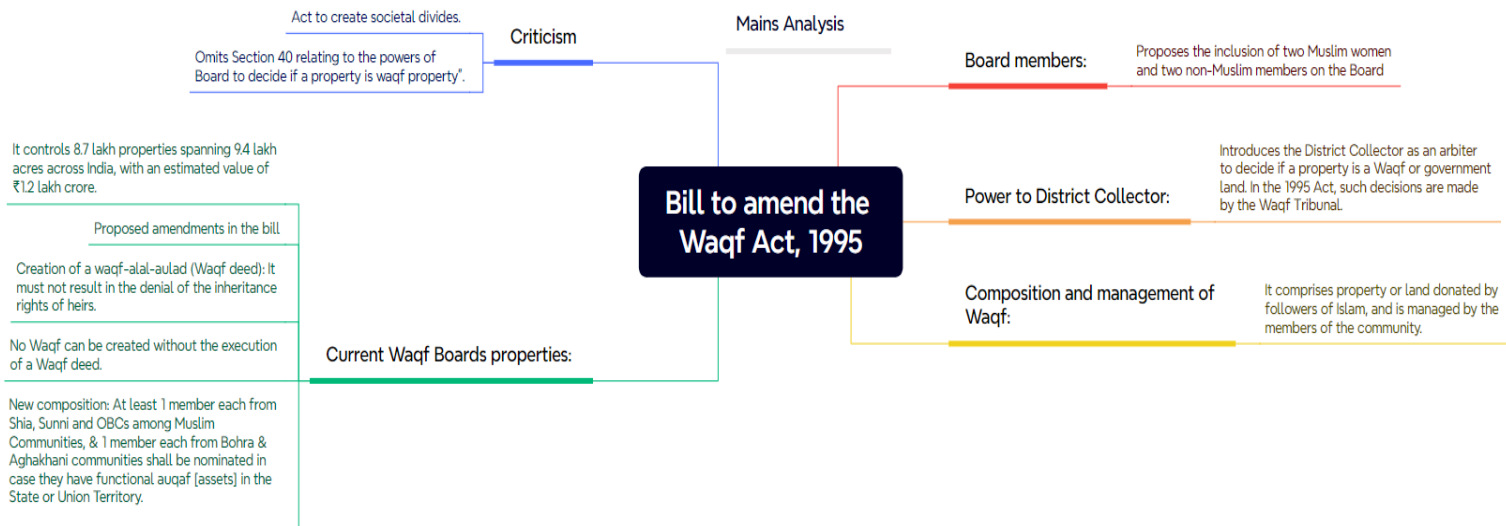 Mains Analysis
Bill to amend the
Waqf Act, 1995
Criticism
Act to create societal divides.
Omits Section 40 relating to the powers of
Board to decide if a property is waqf property”.
Board members:
Proposes the inclusion of two Muslim women
and two non-Muslim members on the Board
Power to District Collector:
Introduces the District Collector as an arbiter
to decide if a property is a Waqf or government
land. In the 1995 Act, such decisions are made
by the Waqf Tribunal.
Composition and management of
Waqf:
It comprises property or land donated by
followers of Islam, and is managed by the
members of the community.
Current Waqf Boards properties:
It controls 8.7 lakh properties spanning 9.4 lakh
acres across India, with an estimated value of
₹1.2 lakh crore.
Proposed amendments in the bill
Creation of a waqf-alal-aulad (Waqf deed): It
must not result in the denial of the inheritance
rights of heirs.
No Waqf can be created without the execution
of a Waqf deed.
New composition: At least 1 member each from
Shia, Sunni and OBCs among Muslim
Communities, & 1 member each from Bohra &
Aghakhani communities shall be nominated in
case they have functional auqaf [assets] in the
State or Union Territory.